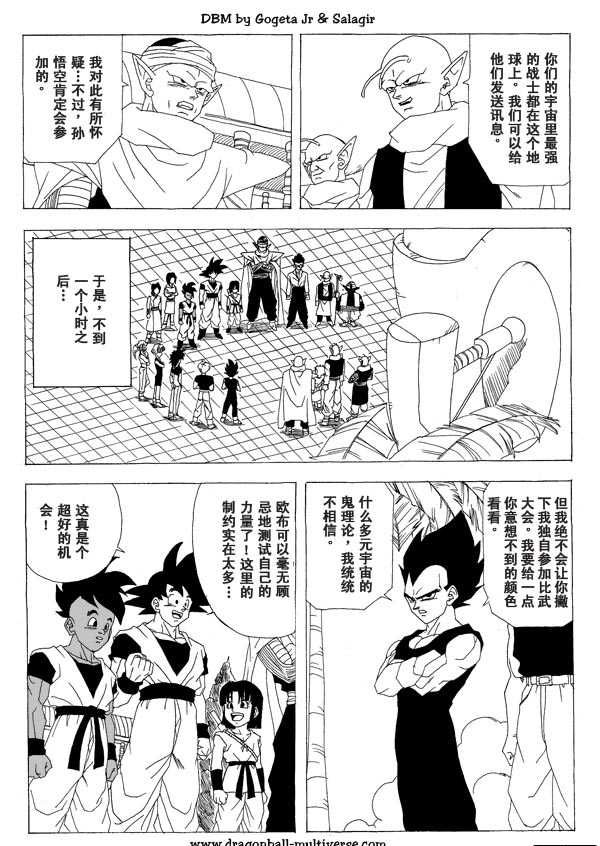 DBM by Gogeta Jr & Salagir
你们的宇宙里最强
的战士都在这个地
球上。我们可以给
他们发送讯息。
我对此有所怀
疑…不过，孙
悟空肯定会参
加的。
于是，不到
一个小时之
后…
但我绝不会让你撇
下我独自参加比武
大会。我要给一点
你意想不到的颜色
看看。
什么多元宇宙的
鬼理论，我统统
不相信。
欧布可以毫无顾
忌地测试自己的
力量了！这里的
制约实在太多…
这真是个
超好的机
会！
www.dragonball-multiverse.com